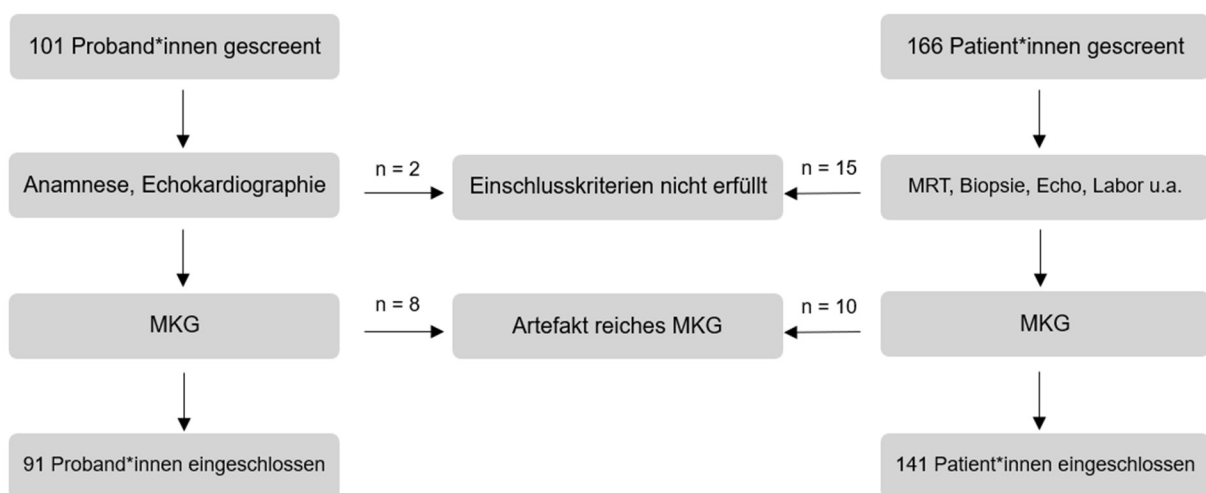 101 Proband*innen gescreent
166 Patient*innen gescreent
Anamnese, Echokardiographie
n = 2
Einschlusskriterien nicht erfüllt
n = 15
MRT, Biopsie, Echo, Labor u.a.
MKG
n = 8
Artefakt reiches MKG
n = 10
MKG
91 Proband*innen eingeschlossen
141 Patient*innen eingeschlossen